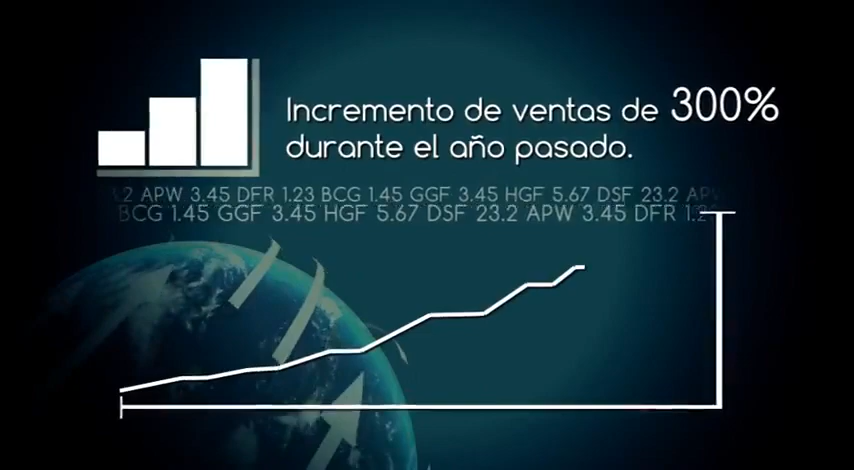 Incremento de ventas de 300%
durante el año pasado.
APW 3.45 DFR 1.23 BCG 1.45 GGF 3.45 HGF 5.67 DSF 23.2
BCG 1.45 GGF 3.45 HGF 5.67 DSF 23.2 APW 3.45 DFR